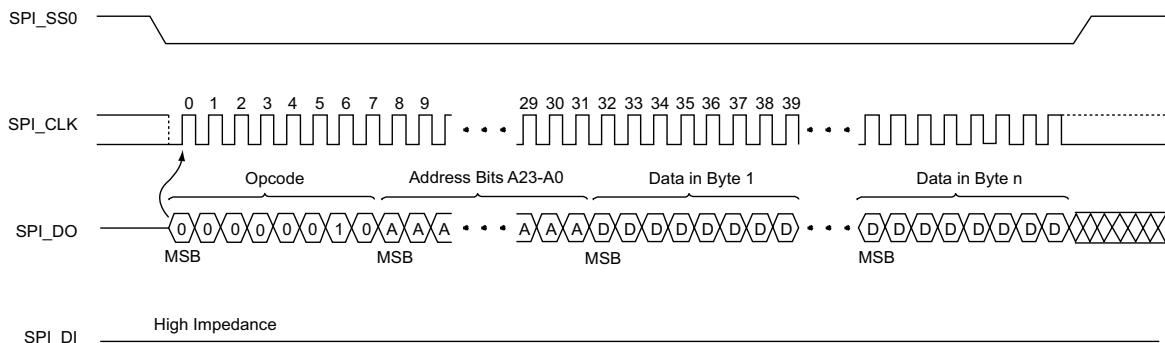 SPI_SS0
0 1 2 3 4 5 6 7 8 9 29 30 31 32 33 34 35 36 37 38 39
SPI_CLK
Opcode Address Bits A23-A0 Data in Byte 1 Data in Byte n
SPI_DO 0 0 0 0 0 0 1 0 A A A A A A D D D D D D D D D D D D D D D D
MSB MSB MSB MSB
High Impedance
SPI_DI